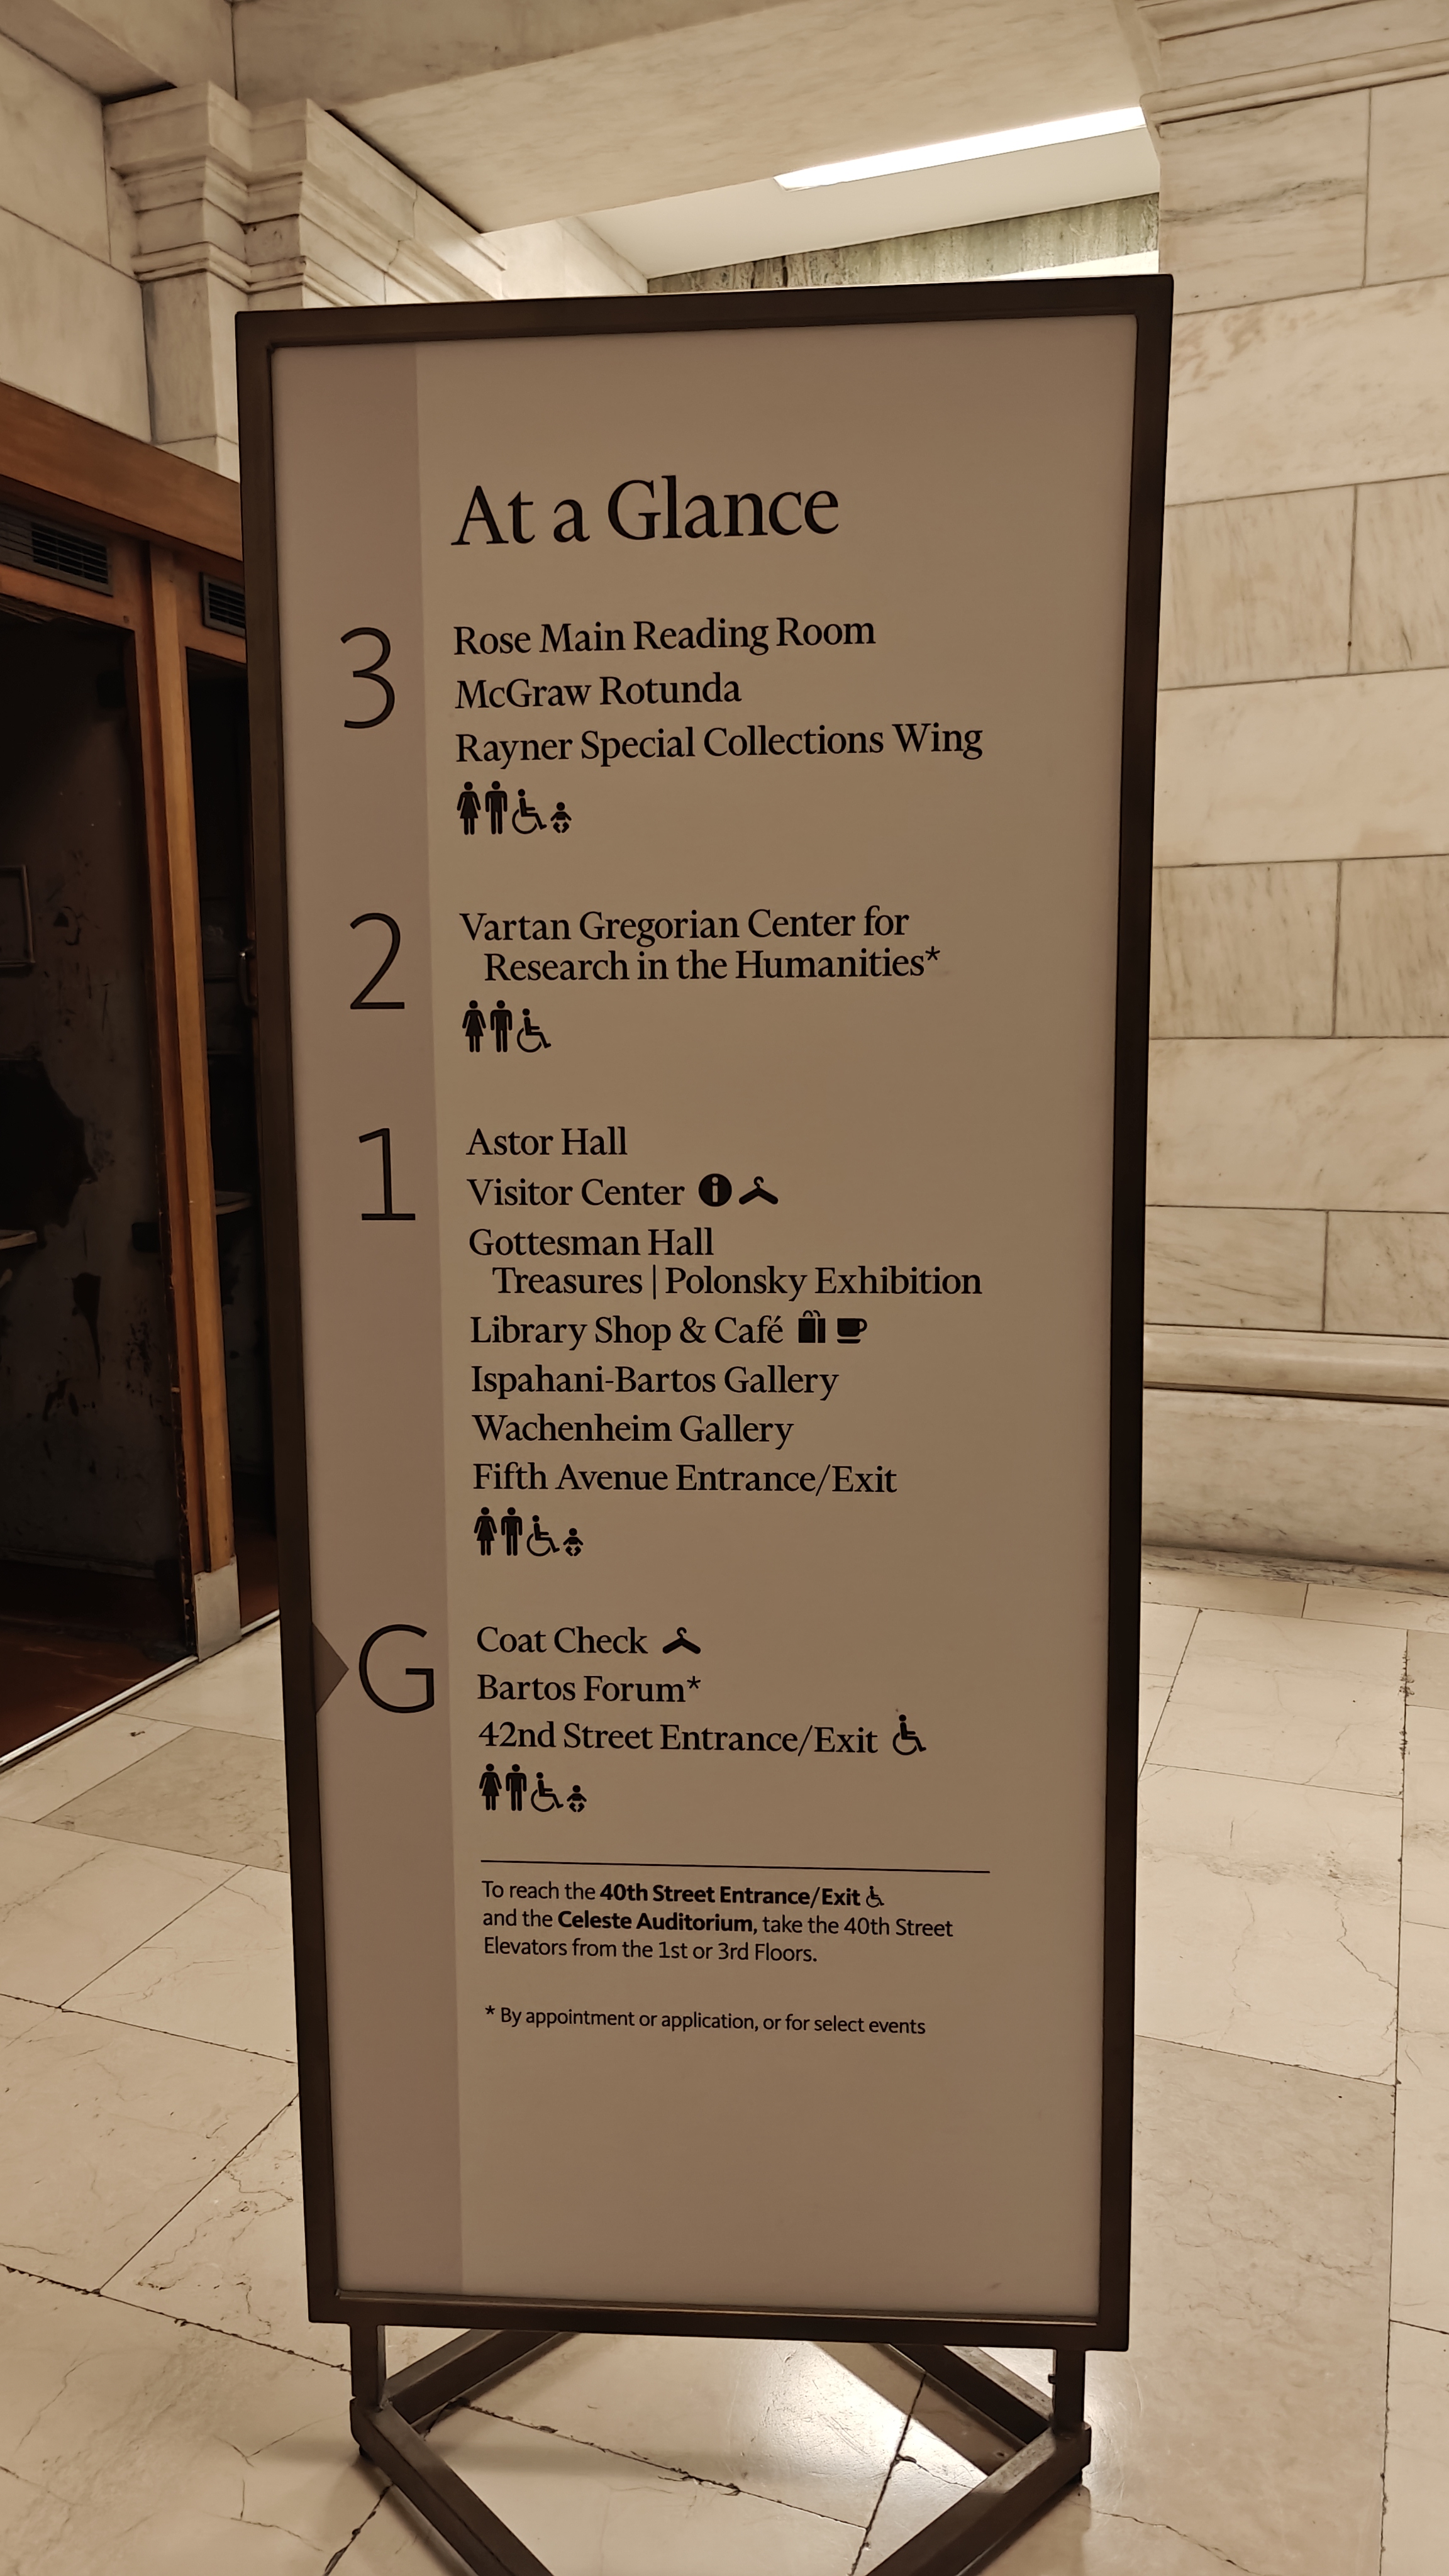 At a Glance
3
Rose Main Reading Room
McGraw Rotunda
Rayner Special Collections Wing
2
Vartan Gregorian Center for
Research in the Humanities*
1
Astor Hall
Visitor Center
Gottesman Hall
Treasures | Polonsky Exhibition
Library Shop & Café
Ispahani-Bartos Gallery
Wachenheim Gallery
Fifth Avenue Entrance/Exit
G
Coat Check
Bartos Forum*
42nd Street Entrance/Exit
To reach the 40th Street Entrance/Exit
and the Celeste Auditorium, take the 40th Street
Elevators from the 1st or 3rd Floors.
* By appointment or application, or for select events